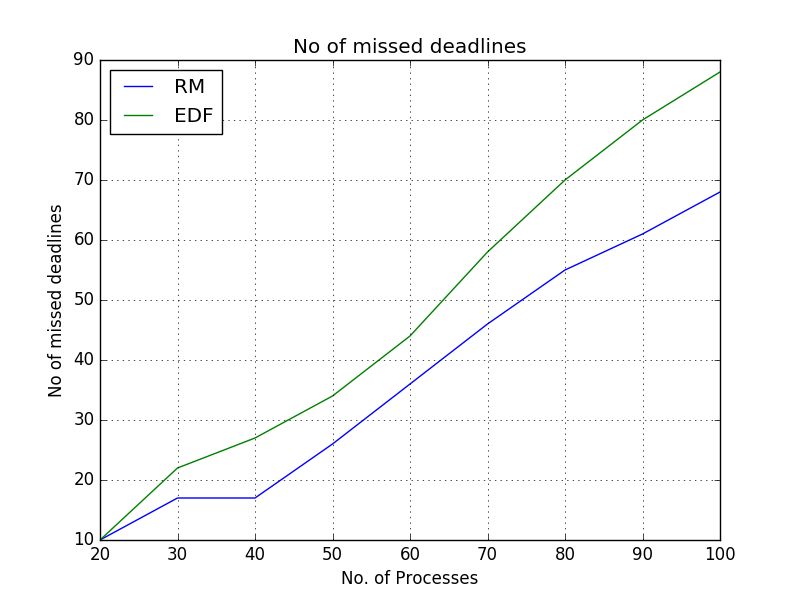 No of missed deadlines
RM
EDF
No of missed deadlines
90
80
70
60
50
40
30
20
10
20 30 40 50 60 70 80 90 100
No. of Processes